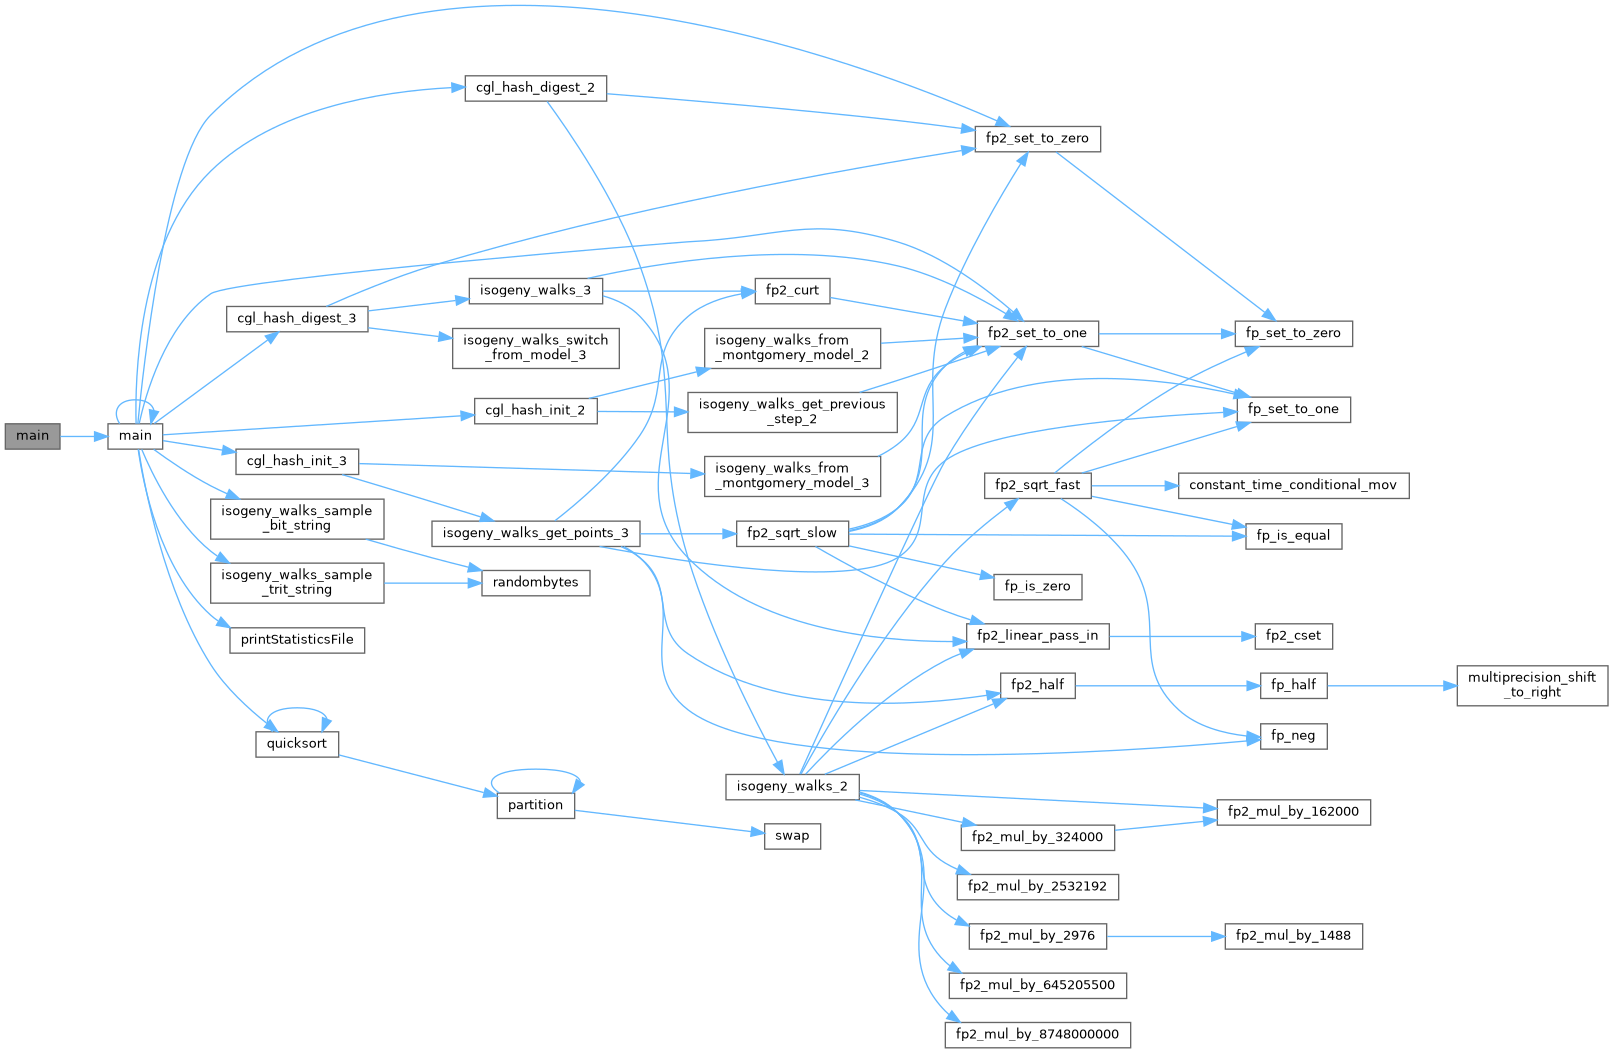 main
main
cgl_hash_digest_2
cgl_hash_digest_3
cgl_hash_init_2
cgl_hash_init_3
isogeny_walks_sample
_bit_string
isogeny_walks_sample
_trit_string
printStatisticsFile
quicksort
isogeny_walks_3
isogeny_walks_switch
_from_model_3
isogeny_walks_get_points_3
randombytes
partition
swap
fp2_curt
isogeny_walks_from
_montgomery_model_2
isogeny_walks_get_previous
_step_2
isogeny_walks_from
_montgomery_model_3
fp2_sqrt_slow
isogeny_walks_2
fp2_set_to_zero
fp2_set_to_one
fp2_sqrt_fast
fp_is_zero
fp2_linear_pass_in
fp2_half
fp2_mul_by_324000
fp2_mul_by_2532192
fp2_mul_by_2976
fp2_mul_by_645205500
fp2_mul_by_8748000000
fp_set_to_zero
fp_set_to_one
constant_time_conditional_mov
fp_is_equal
fp2_cset
fp_half
fp_neg
fp2_mul_by_162000
fp2_mul_by_1488
multiprecision_shift
_to_right